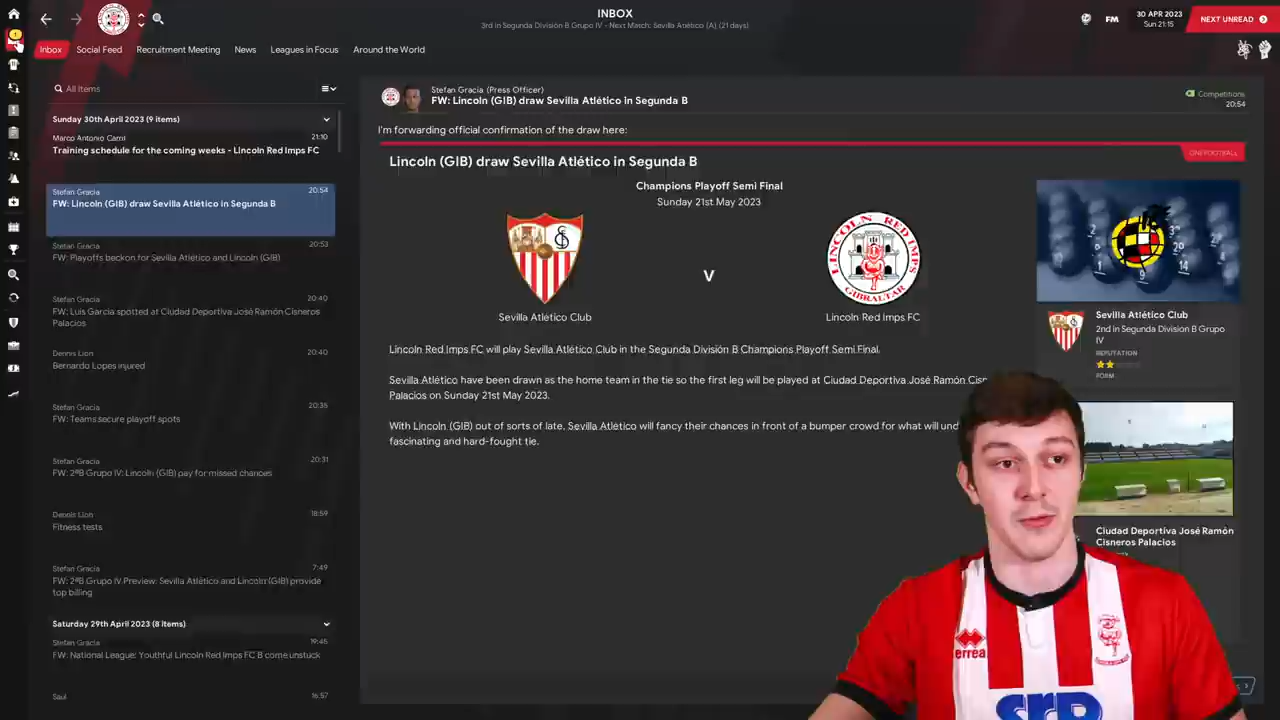 INBOX
3rd in Segunda División B Grupo IV - Next Match: Sevilla Atlético (A) (21 days)
FM
30 APR 2023
Sun 21:15
NEXT UNREAD
Inbox
Social Feed
Recruitment Meeting
News
Leagues in Focus
Around the World
All Items
Sunday 30th April 2023 (9 items)
21:10
Training schedule for the coming weeks - Lincoln Red Imps FC
Stefan Gracia
20:54
FW: Lincoln (GIB) draw Sevilla Atlético in Segunda B
Stefan Gracia
20:53
FW: Playoffs beckon for Sevilla Atlético and Lincoln (GIB)
Stefan Gracia
20:40
FW: Luis García spotted at Ciudad Deportiva José Ramón Cisneros
Palacios
Dennis Lion
20:40
Bernardo Lopes injured
Stefan Gracia
20:35
FW: Teams secure playoff spots
Stefan Gracia
20:31
FW: 2ªB Grupo IV: Lincoln (GIB) pay for missed chances
Dennis Lion
18:59
Fitness tests
Stefan Gracia
7:49
FW: 2ªB Grupo IV Preview: Sevilla Atlético and Lincoln (GIB) provide
top billing
Saturday 29th April 2023 (8 items)
Stefan Gracia
19:45
FW: National League: Youthful Lincoln Red Imps FC B come unstuck
Saul
16:57
Stefan Gracia (Press Officer)
FW: Lincoln (GIB) draw Sevilla Atlético in Segunda B
Competitions
20:54
I'm forwarding official confirmation of the draw here:
ONEFOOTBALL
Lincoln (GIB) draw Sevilla Atlético in Segunda B
Champions Playoff Semi Final
Sunday 21st May 2023
V
LINCOLN RED IMPS
GIBRALTAR
Sevilla Atlético Club
Lincoln Red Imps FC
Lincoln Red Imps FC will play Sevilla Atlético Club in the Segunda División B Champions Playoff Semi Final.
Sevilla Atlético have been drawn as the home team in the tie so the first leg will be played at Ciudad Deportiva José Ramón Cisn
Palacios on Sunday 21st May 2023.
With Lincoln (GIB) out of sorts of late, Sevilla Atlético will fancy their chances in front of a bumper crowd for what will und
fascinating and hard-fought tie.
Sevilla Atlético Club
2nd in Segunda División B Grupo
IV
REPUTATION
FORM
Ciudad Deportiva José Ramón
Cisneros Palacios
errea